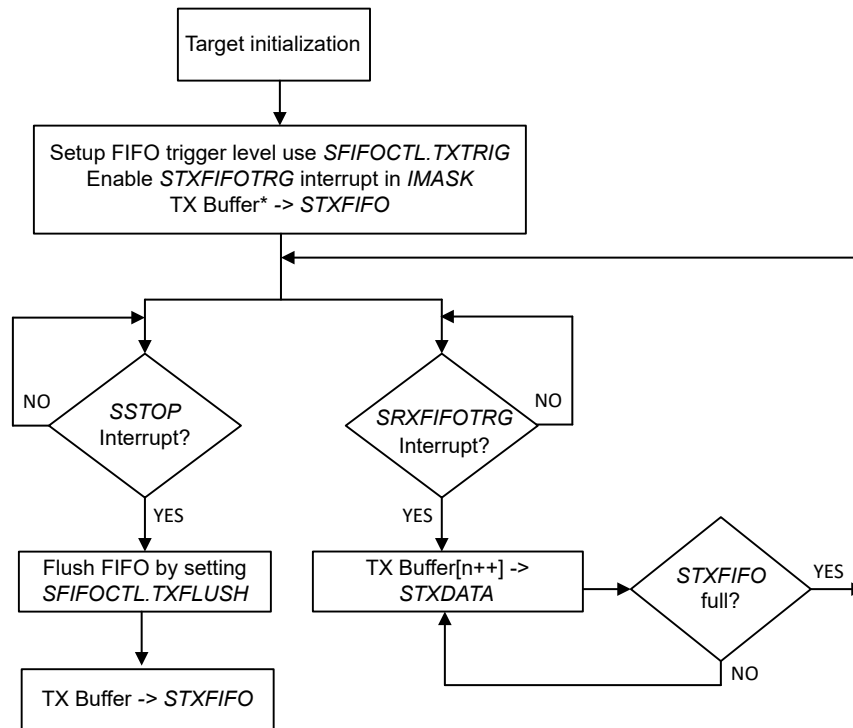 Target initialization
Setup FIFO trigger level use SFIFOCTL.TXTRIG
Enable STXFIFOTRG interrupt in IMASK
TX Buffer* -> STXFIFO
NO
SSTOP
Interrupt?
YES
Flush FIFO by setting
SFIFOCTL.TXFLUSH
TX Buffer -> STXFIFO
SRXFIFOTRG
Interrupt?
NO
YES
TX Buffer[n++] ->
STXDATA
STXFIFO
full?
YES
NO